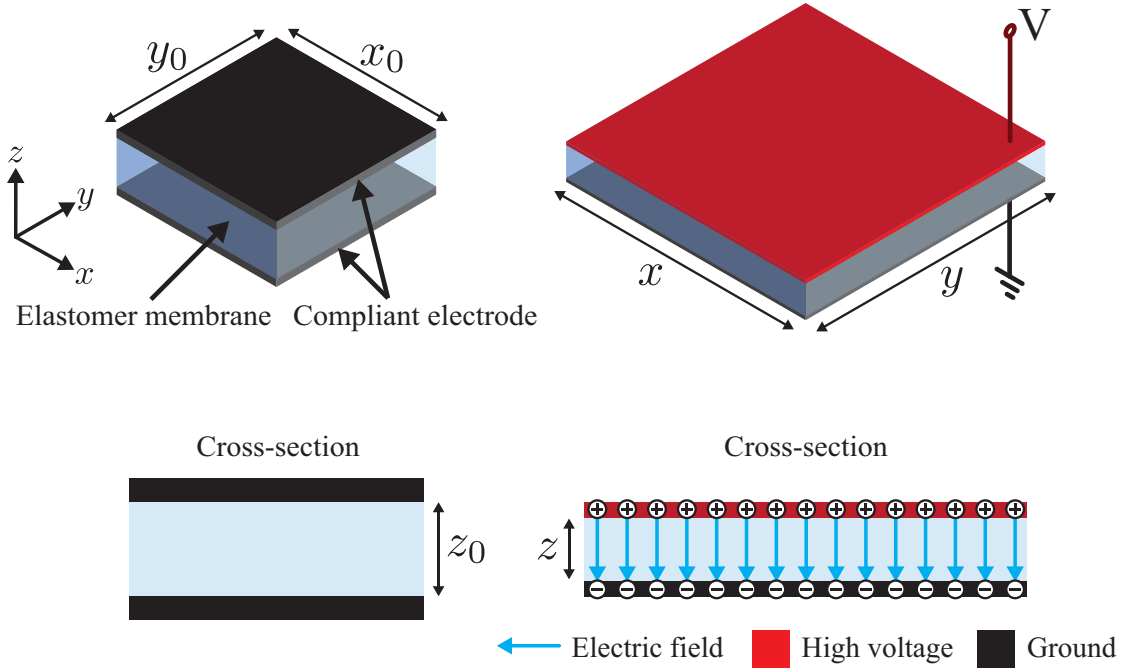 y₀
x₀
V
z
y
x
x
y
Elastomer membrane
Compliant electrode
Cross-section
Cross-section
z₀
z
+ + + + + + + + + + + + + + +
− − − − − − − − − − − − − − −
Electric field
High voltage
Ground